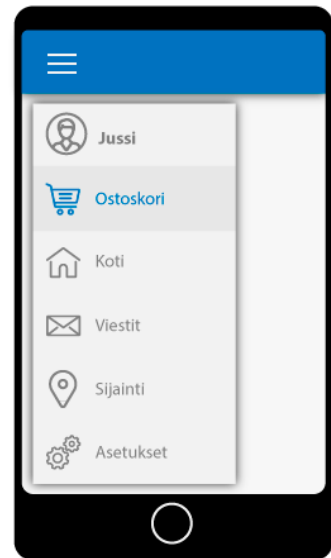 Jussi
Ostoskori
Koti
Viestit
Sijainti
Asetukset